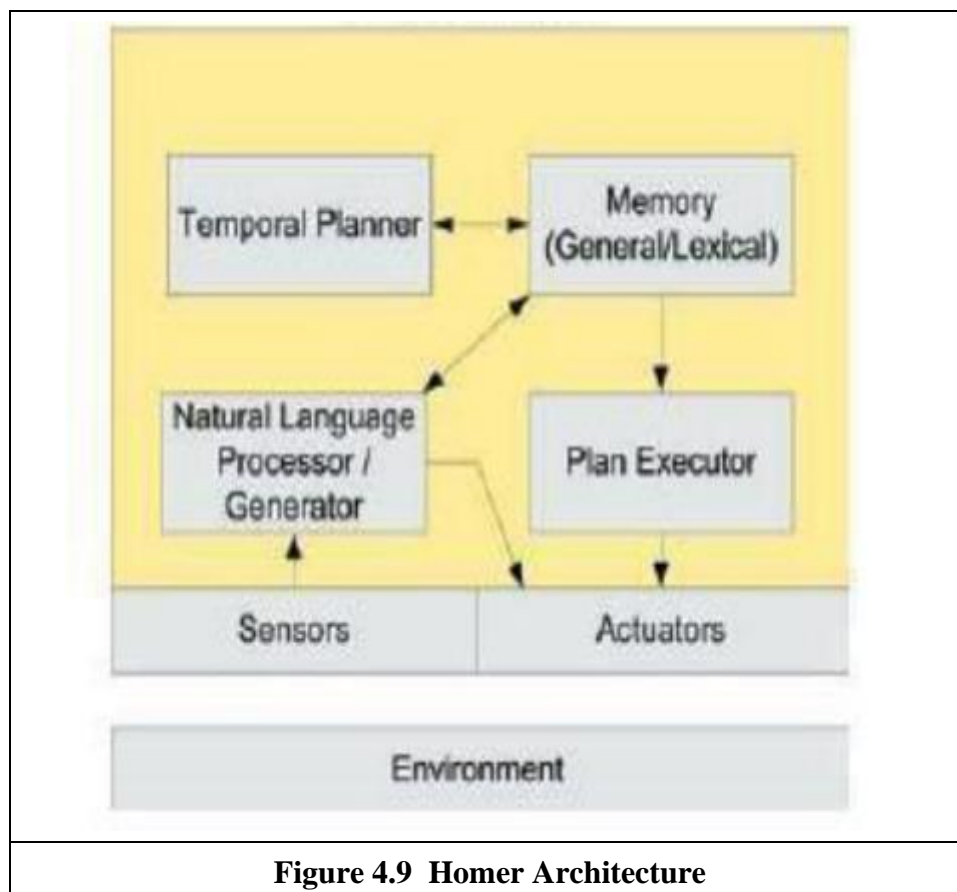 Temporal Planner
Memory
(General/Lexical)
Natural Language
Processor /
Generator
Plan Executor
Sensors
Actuators
Environment
Figure 4.9 Homer Architecture